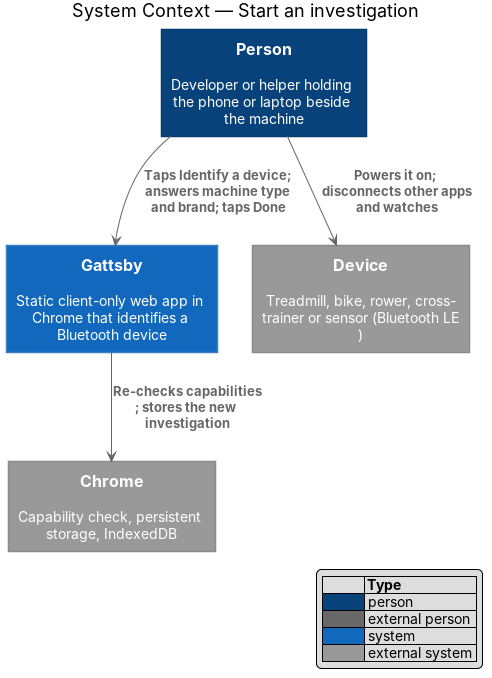 System Context — Start an investigation
Person
Developer or helper holding
the phone or laptop beside
the machine
Taps Identify a device;
answers machine type
and brand; taps Done
Powers it on;
disconnects other apps
and watches
Gattsby
Static client-only web app in
Chrome that identifies a
Bluetooth device
Device
Treadmill, bike, rower, cross-
trainer or sensor (Bluetooth LE
)
Re-checks capabilities
; stores the new
investigation
Chrome
Capability check, persistent
storage, IndexedDB
Type
person
external person
system
external system